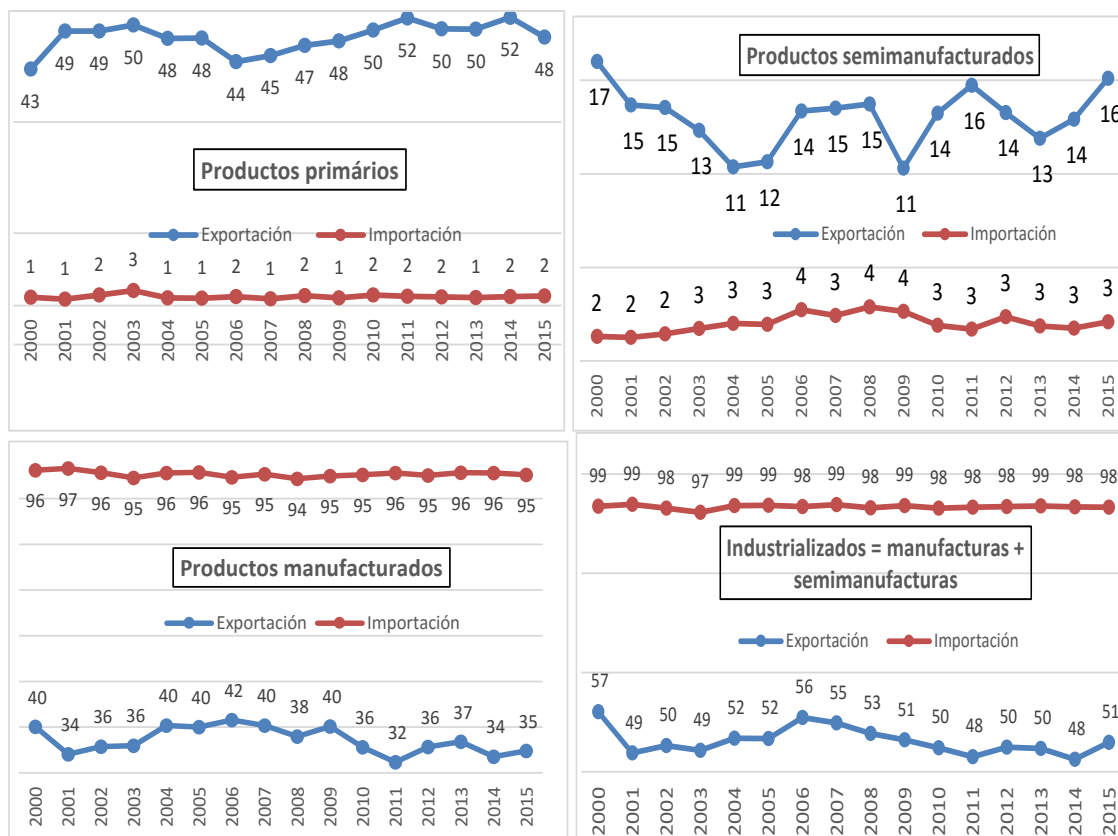 49 49 50 48 48 44 45 47 48 50 52 50 50 52 48
43
Productos primários
Exportación Importación
1 1 2 3 1 1 2 1 2 1 2 2 2 1 2 2
2000 2001 2002 2003 2004 2005 2006 2007 2008 2009 2010 2011 2012 2013 2014 2015
Productos semimanufacturados
17 15 15 13 11 12 14 15 15 11 14 16 14 13 14 16
Exportación Importación
2 2 2 3 3 3 4 3 4 4 3 3 3 3 3 3
2000 2001 2002 2003 2004 2005 2006 2007 2008 2009 2010 2011 2012 2013 2014 2015
96 97 96 95 96 96 95 95 94 95 95 96 95 96 96 95
Productos manufacturados
Exportación Importación
40 34 36 36 40 40 42 40 38 40 36 32 36 37 34 35
2000 2001 2002 2003 2004 2005 2006 2007 2008 2009 2010 2011 2012 2013 2014 2015
99 99 98 97 99 99 98 99 98 99 98 98 98 99 98 98
Industrializados = manufacturas +
semimanufacturas
Exportación Importación
57 49 50 49 52 52 56 55 53 51 50 48 50 50 48 51
2000 2001 2002 2003 2004 2005 2006 2007 2008 2009 2010 2011 2012 2013 2014 2015